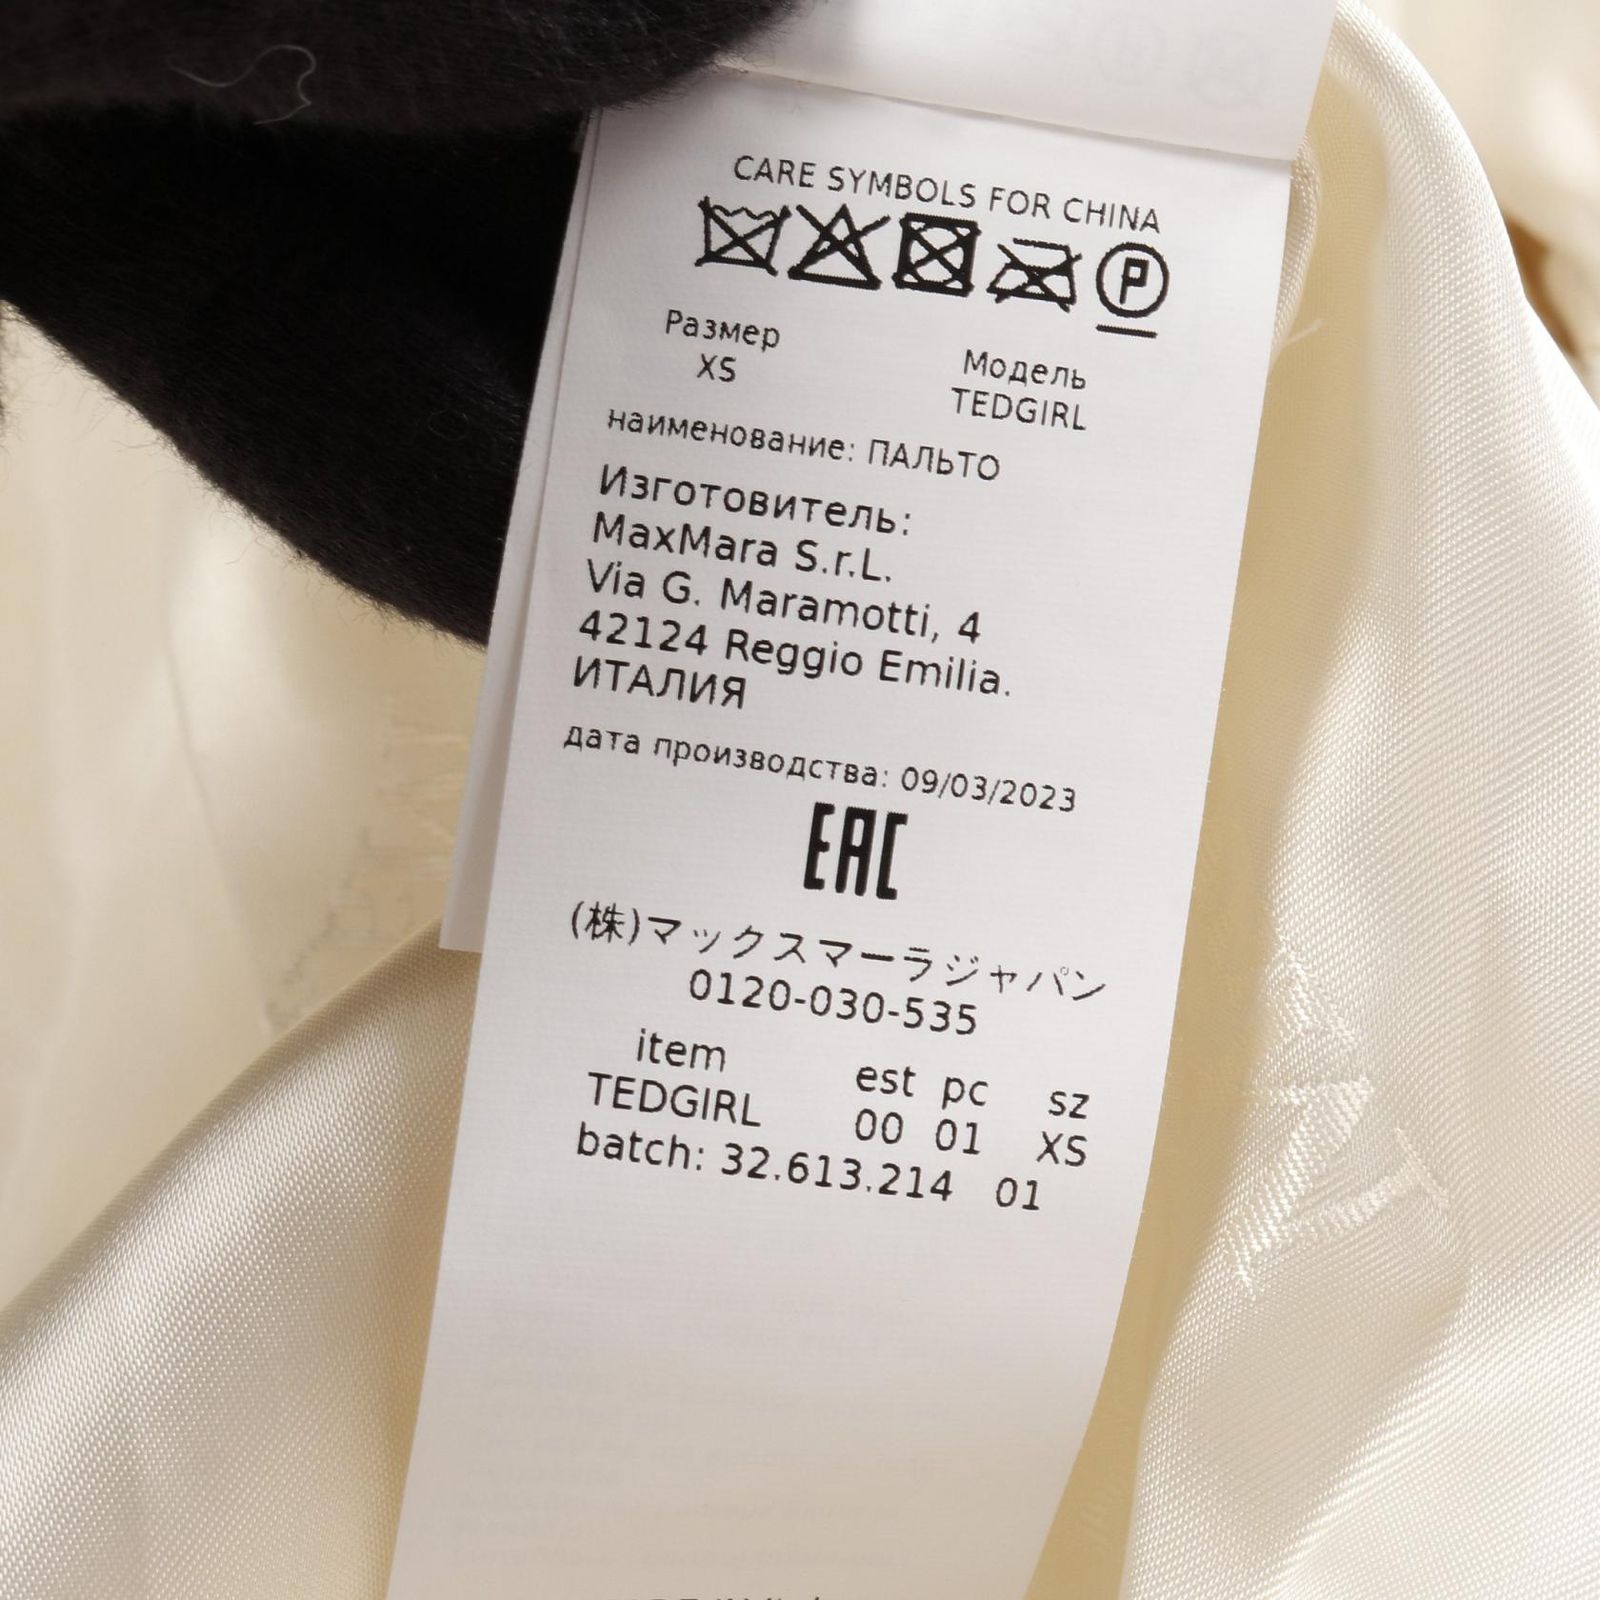 CARE SYMBOLS FOR CHINA
P
Размер Модель
XS TEDGIRL
наименование: ПАЛЬТО
Изготовитель:
MaxMara S.r.L.
Via G. Maramotti, 4
42124 Reggio Emilia.
ИТАЛИЯ
дата производства: 09/03/2023
EAC
(株)マックスマーラジャパン
0120-030-535
item est pc sz
TEDGIRL 00 01 XS
batch: 32.613.214 01